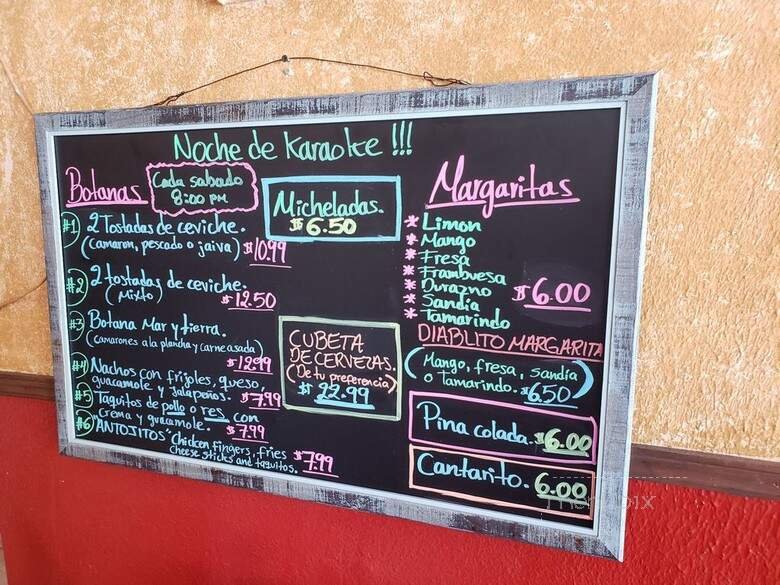 Noche de Karaoke !!!
Botanas
Cada sabado
8:00 PM
#1 2 Tostadas de ceviche.
(camaron, pescado o jaiva) $10.99
#2 2 tostadas de ceviche.
(Mixto) $12.50
#3 Botana Mar y tierra.
(camarones a la plancha y carne asada)
$12.99
#4 Nachos con frijoles, queso,
guacamole y jalapeños. $7.99
#5 Taquitos de pollo o res, con
crema y guacamole. $7.99
#6 "ANTOJITOS" Chicken fingers, fries
cheese sticks and taquitos. $7.99
Micheladas.
$6.50
CUBETA
DE CERVEZAS.
(De tu preferencia)
$22.99
Margaritas
* Limon
* Mango
* Fresa
* Frambuesa
* Durazno
* Sandia
* Tamarindo
$6.00
DIABLITO MARGARITA
(Mango, fresa, sandia
o tamarindo. $6.50)
Pina colada. $6.00
Cantarito. 6.00